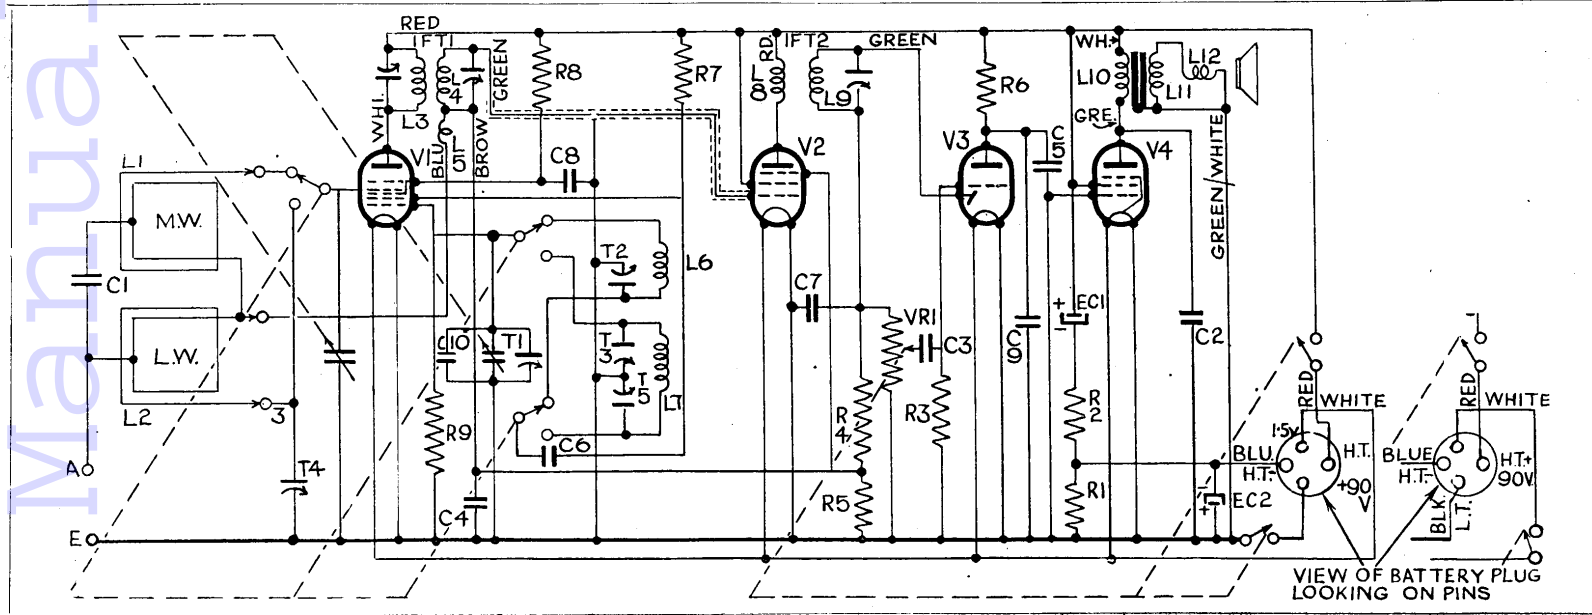 Manua
RED
IFT1
GREEN
L4
L3
WHI.
V1
BLU
L5
BROW
R8
R7
C8
RD.
IFT2
GREEN
L8
L9
V2
R6
V3
C5
WH.
L10
L11
L12
GRE.
V4
GREEN/WHITE
L1
M.W.
C1
L.W.
L2
3
T4
A
E
C10
T1
R9
C4
T2
L6
T3
T5
L7
C6
C7
VR1
C3
R4
R3
R5
C9
+
-
EC1
R2
R1
C2
BLU.
H.T.-
-
+
EC2
RED
WHITE
1·5v
H.T.
+90
V
-
RED
WHITE
BLUE
H.T.-
H.T.+
90V.
BLK.
L.T.
VIEW OF BATTERY PLUG
LOOKING ON PINS